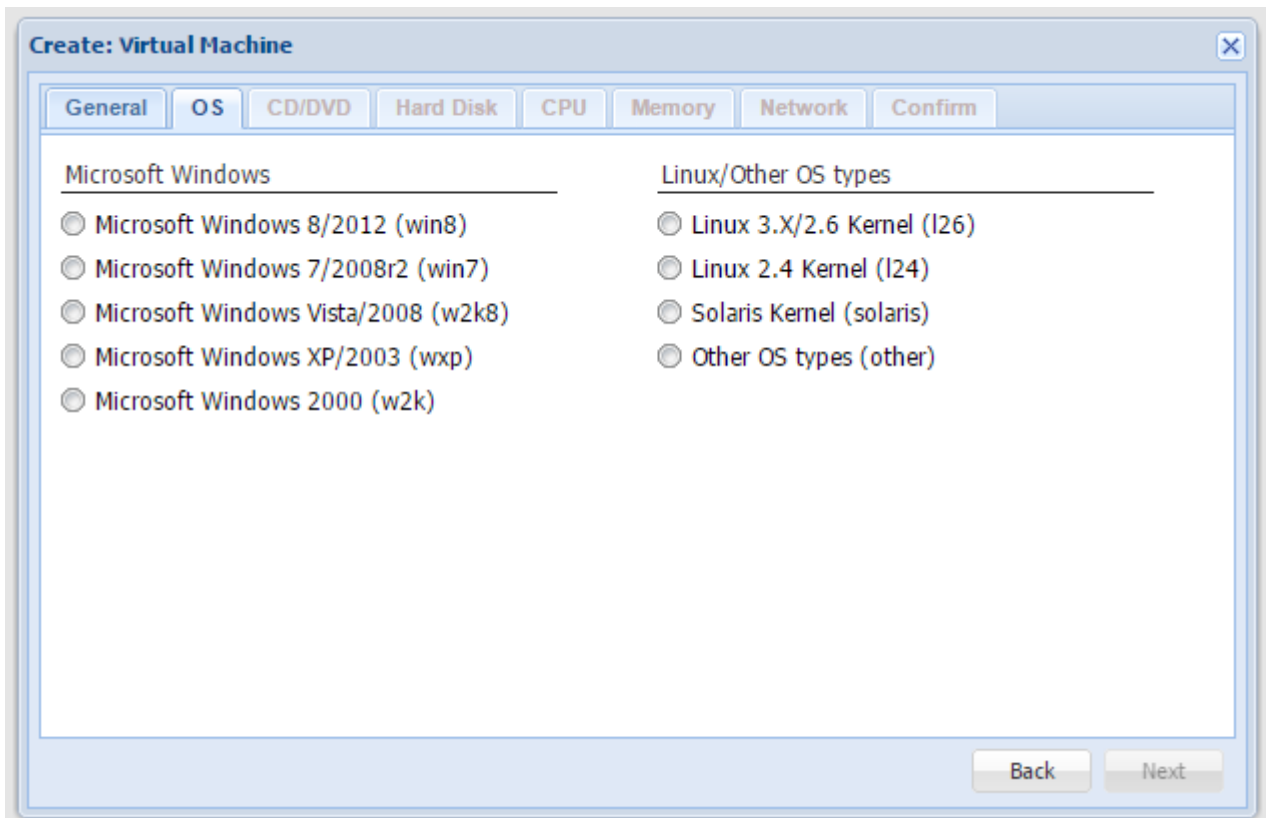 Create: Virtual Machine
General OS CD/DVD Hard Disk CPU Memory Network Confirm
Microsoft Windows
Microsoft Windows 8/2012 (win8)
Microsoft Windows 7/2008r2 (win7)
Microsoft Windows Vista/2008 (w2k8)
Microsoft Windows XP/2003 (wxp)
Microsoft Windows 2000 (w2k)
Linux/Other OS types
Linux 3.X/2.6 Kernel (l26)
Linux 2.4 Kernel (l24)
Solaris Kernel (solaris)
Other OS types (other)
Back Next